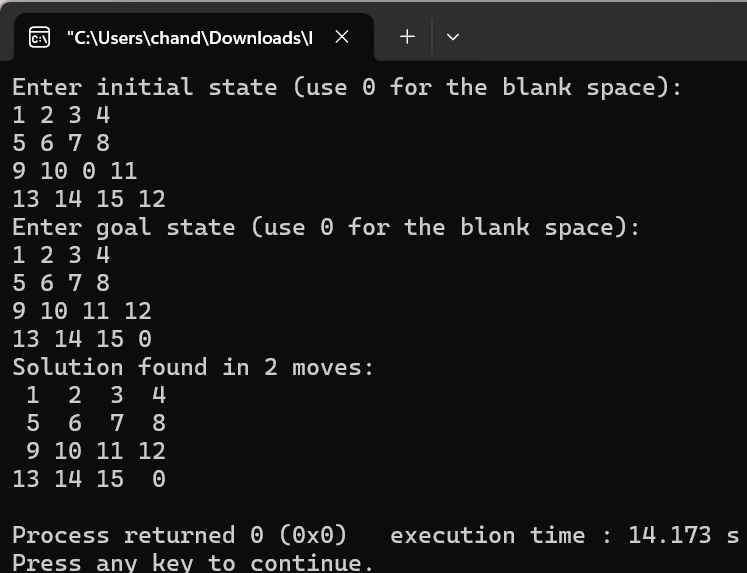 "C:\Users\chand\Downloads\I
Enter initial state (use 0 for the blank space):
1 2 3 4
5 6 7 8
9 10 0 11
13 14 15 12
Enter goal state (use 0 for the blank space):
1 2 3 4
5 6 7 8
9 10 11 12
13 14 15 0
Solution found in 2 moves:
 1  2  3  4
 5  6  7  8
 9 10 11 12
13 14 15  0

Process returned 0 (0x0)   execution time : 14.173 s
Press any key to continue.